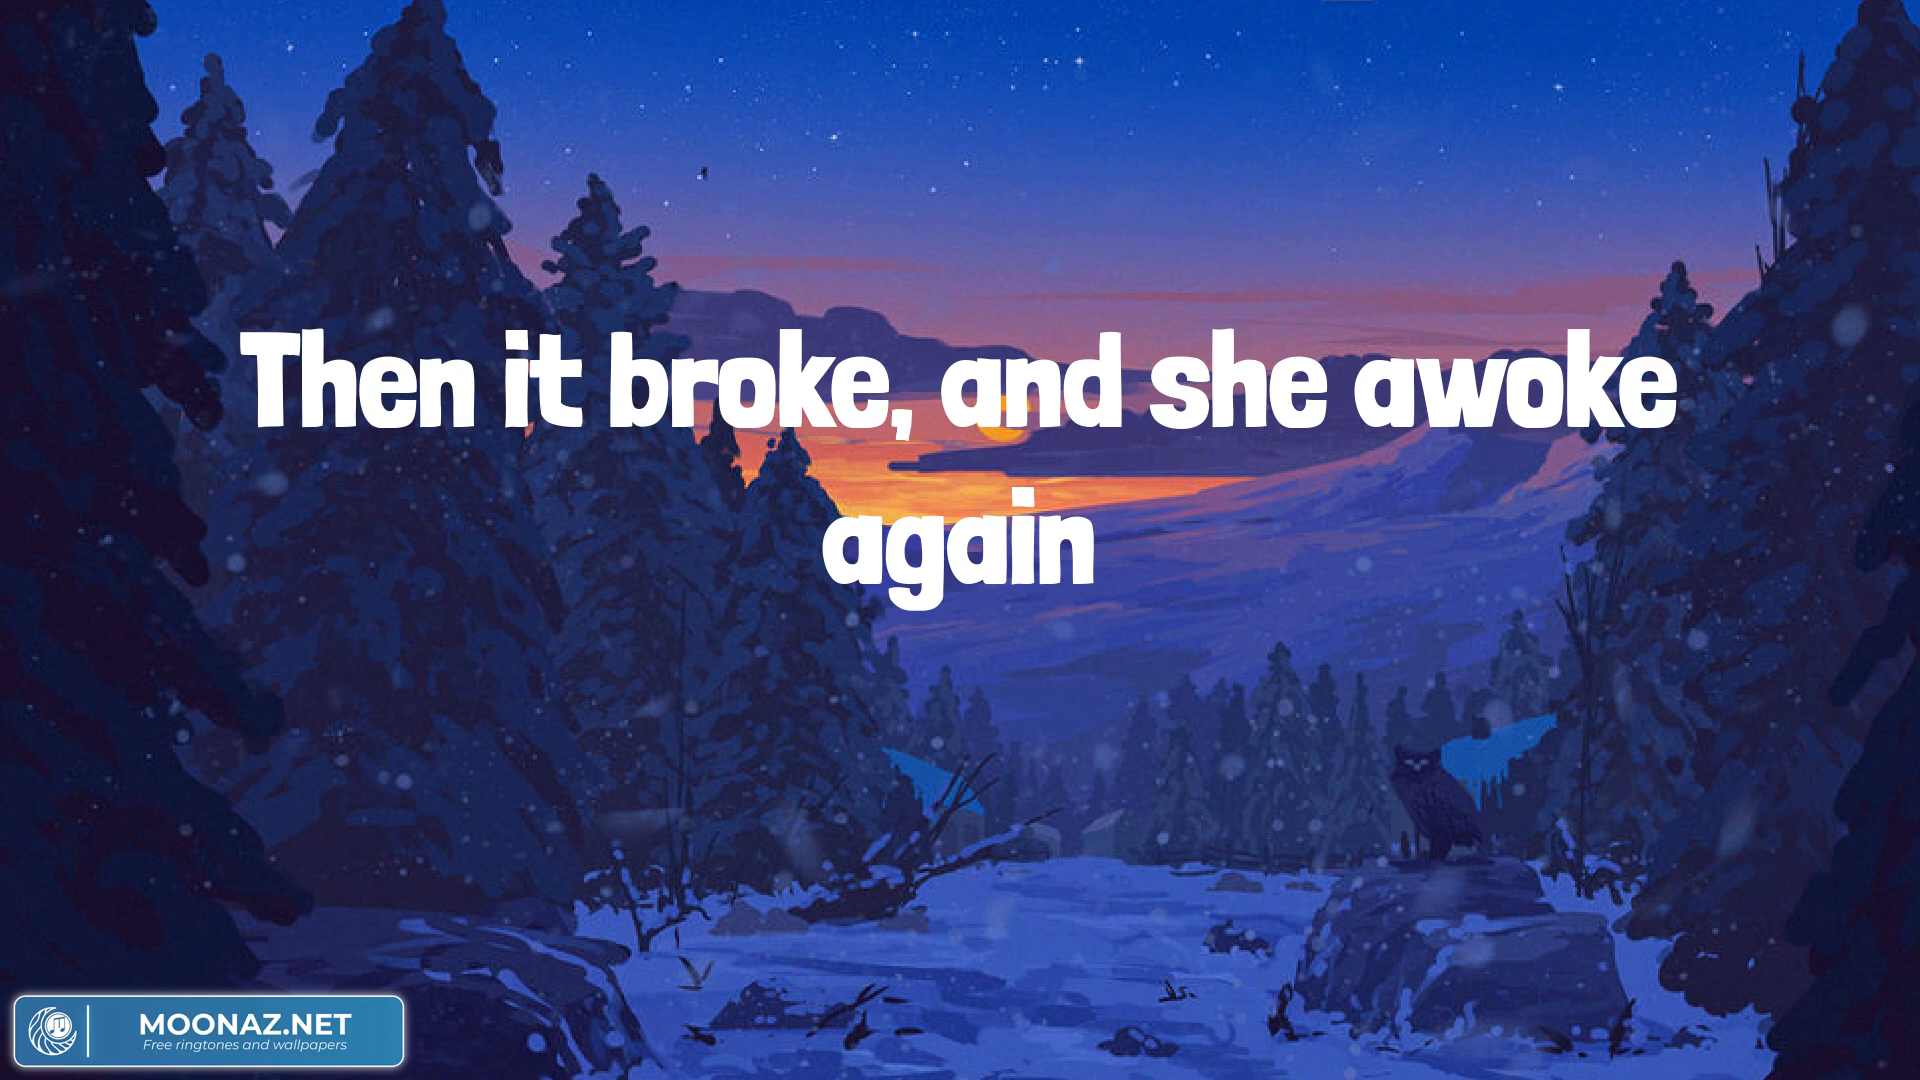 Then it broke, and she awoke
again
MOONAZ.NET
Free ringtones and wallpapers